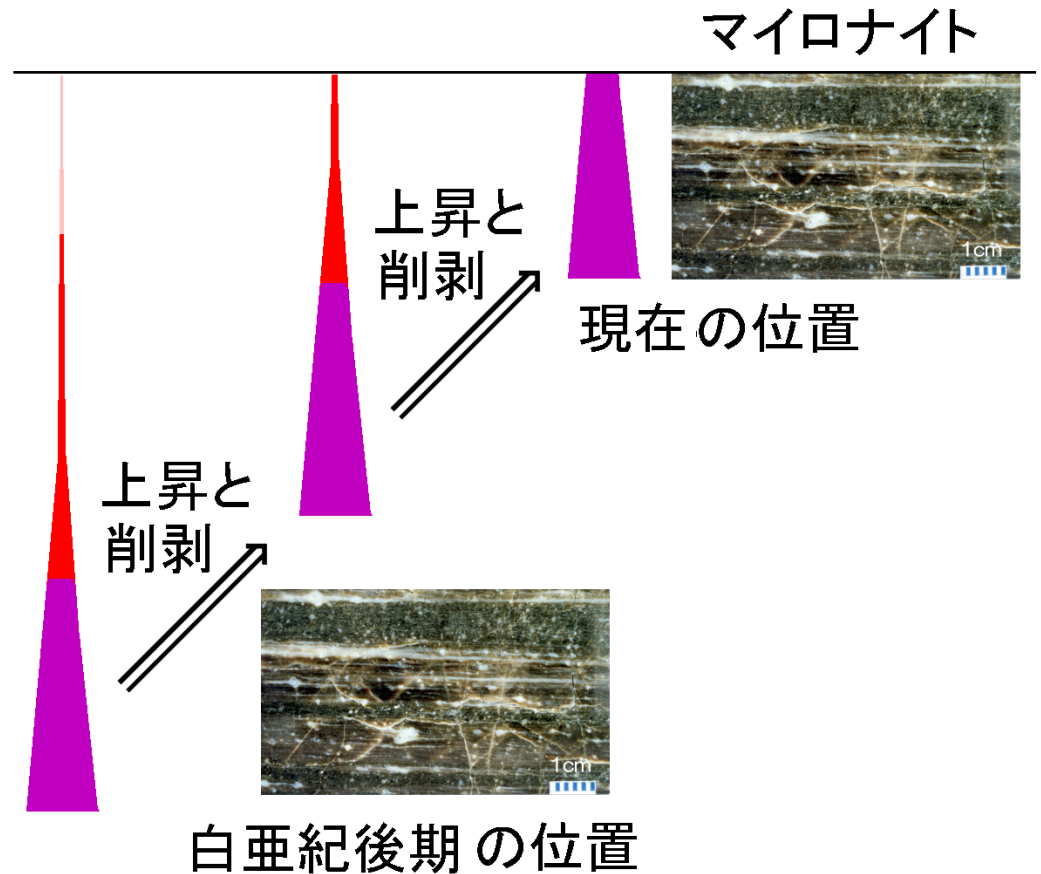 マイロナイト
上昇と
削剥
1cm
現在の位置
上昇と
削剥
1cm
白亜紀後期の位置